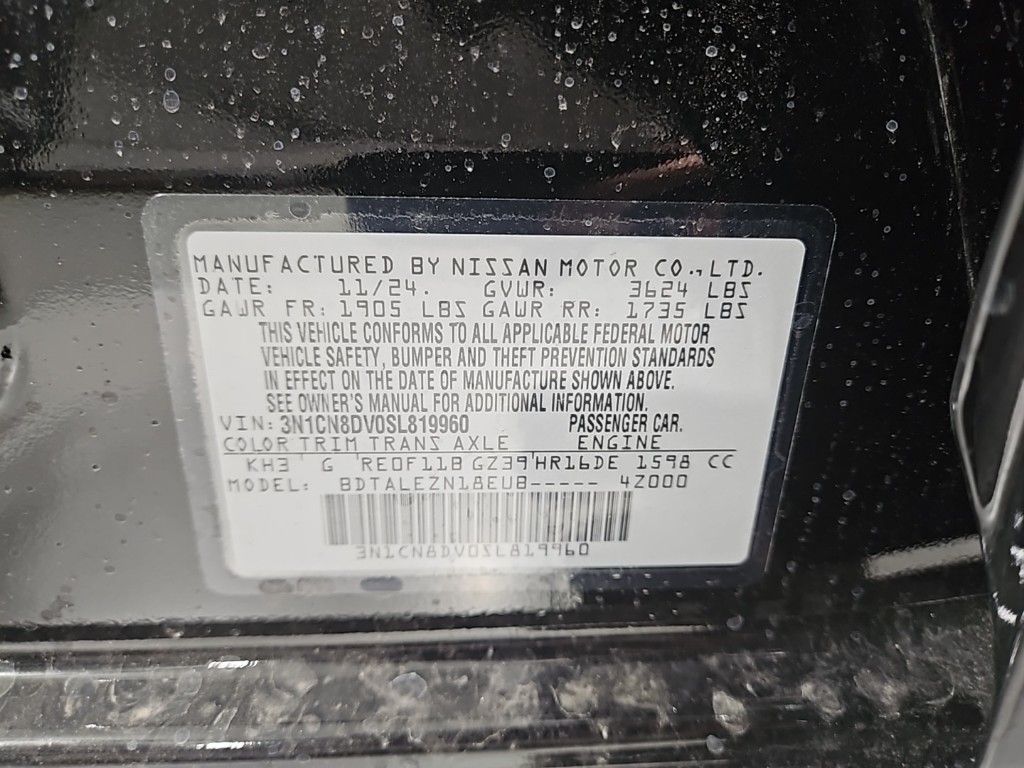 MANUFACTURED BY NISSAN MOTOR CO., LTD.
DATE: 11/24. GVWR: 3624 LBS
GAWR FR: 1905 LBS GAWR RR: 1735 LBS
THIS VEHICLE CONFORMS TO ALL APPLICABLE FEDERAL MOTOR
VEHICLE SAFETY, BUMPER AND THEFT PREVENTION STANDARDS
IN EFFECT ON THE DATE OF MANUFACTURE SHOWN ABOVE.
SEE OWNER'S MANUAL FOR ADDITIONAL INFORMATION.
VIN: 3N1CN8DV0SL819960 PASSENGER CAR.
COLOR TRIM TRANS AXLE ENGINE
KH3 G RE0F11B GZ39 HR16DE 1598 CC
MODEL: BDTALEZN18EUB----- 4Z000
3N1CN8DV0SL819960